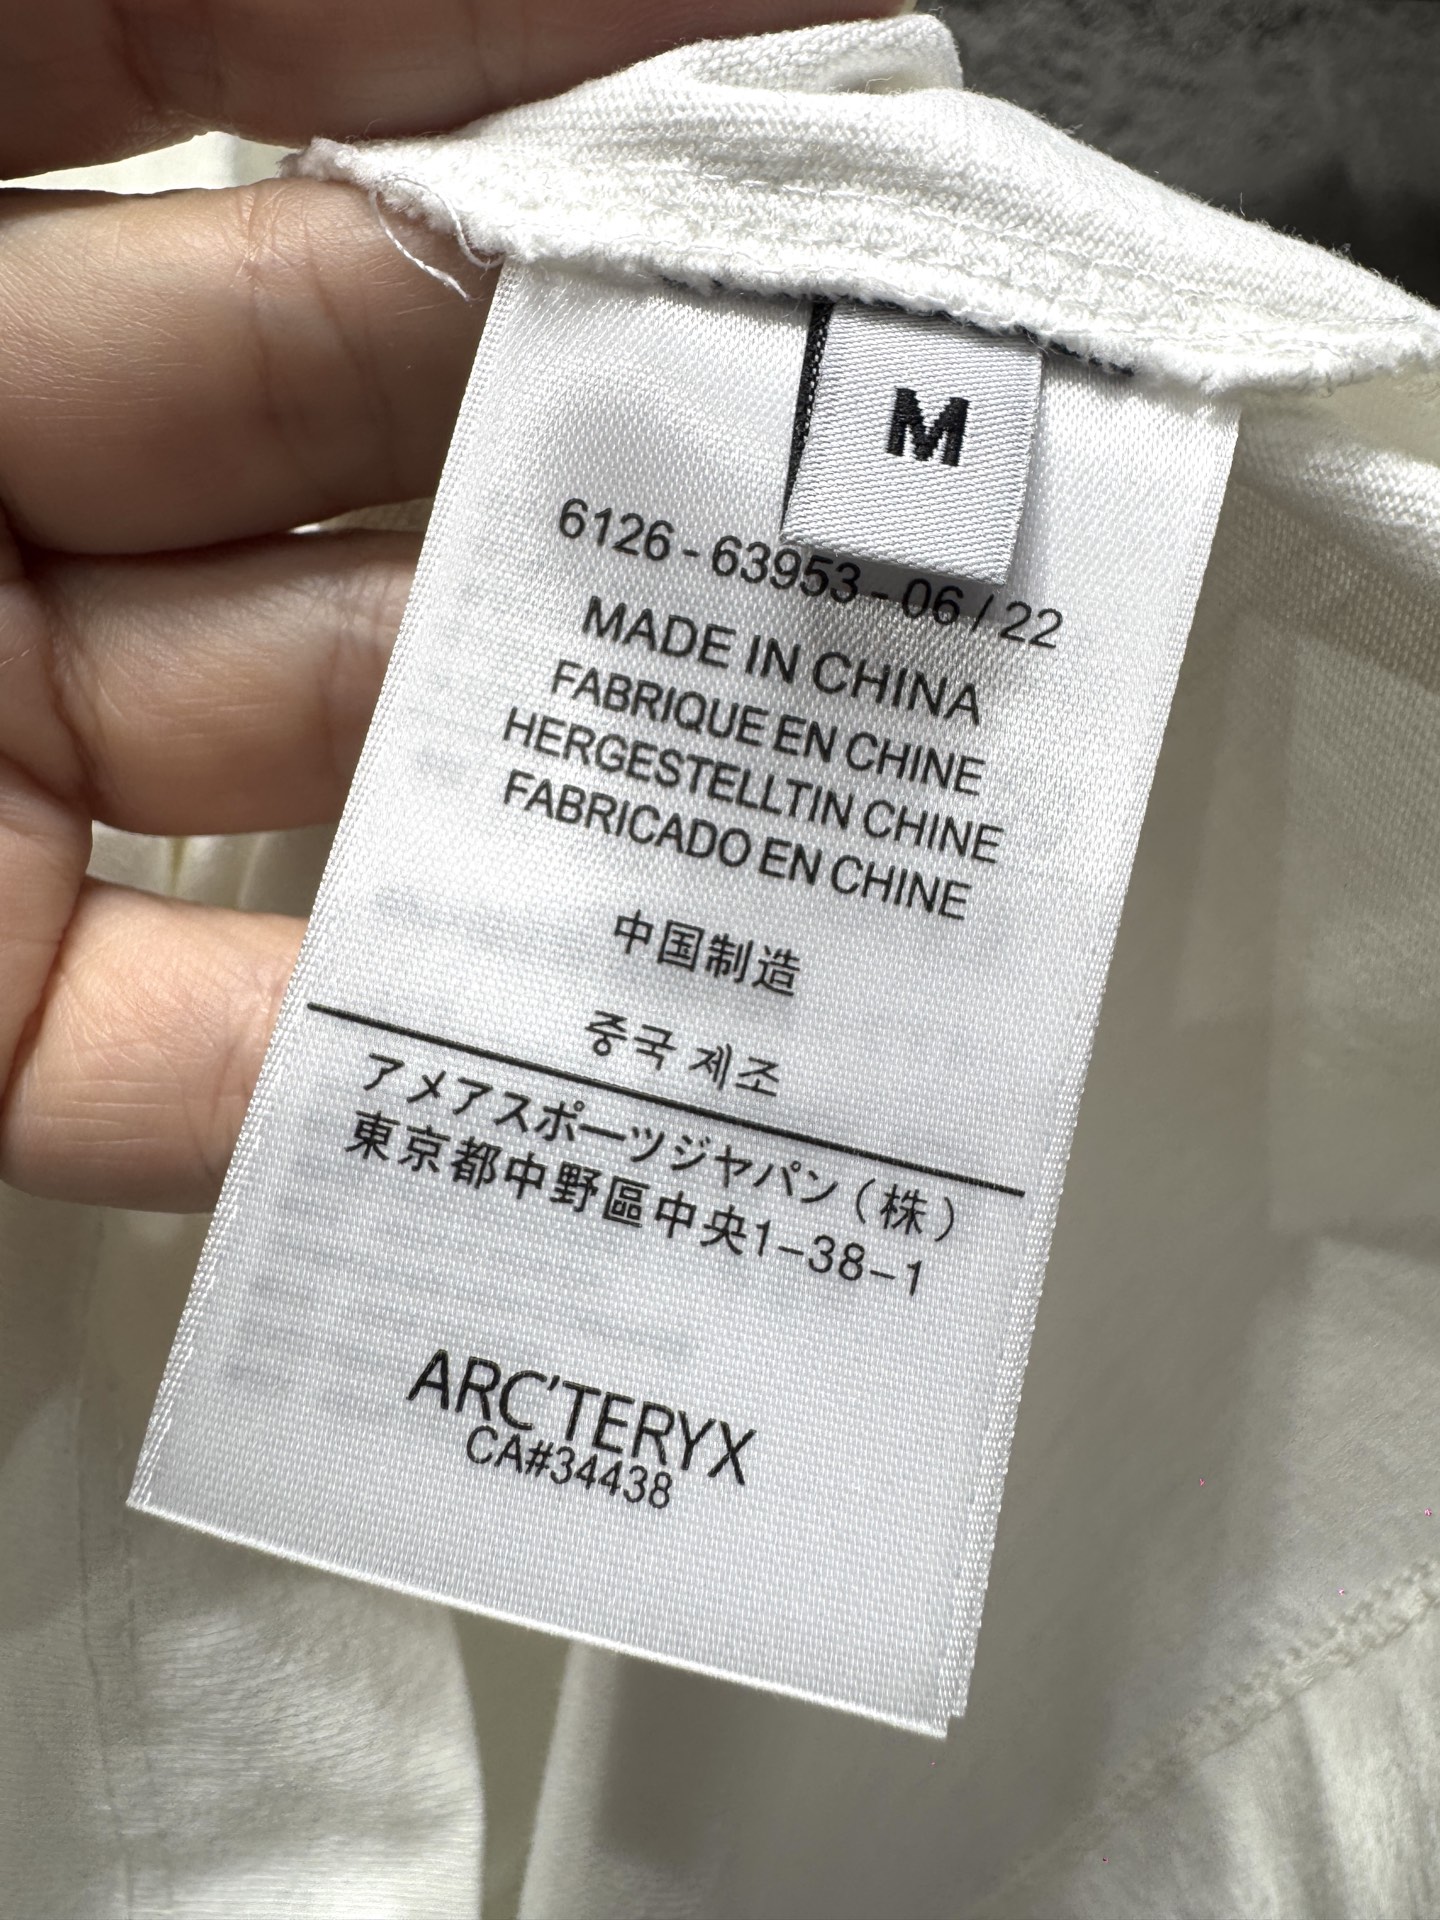 M
6126 - 63953 - 06 / 22
MADE IN CHINA
FABRIQUE EN CHINE
HERGESTELLTIN CHINE
FABRICADO EN CHINE
中国制造
중국 제조
アメアスポーツジャパン（株）
東京都中野區中央1-38-1
ARC'TERYX
CA#34438